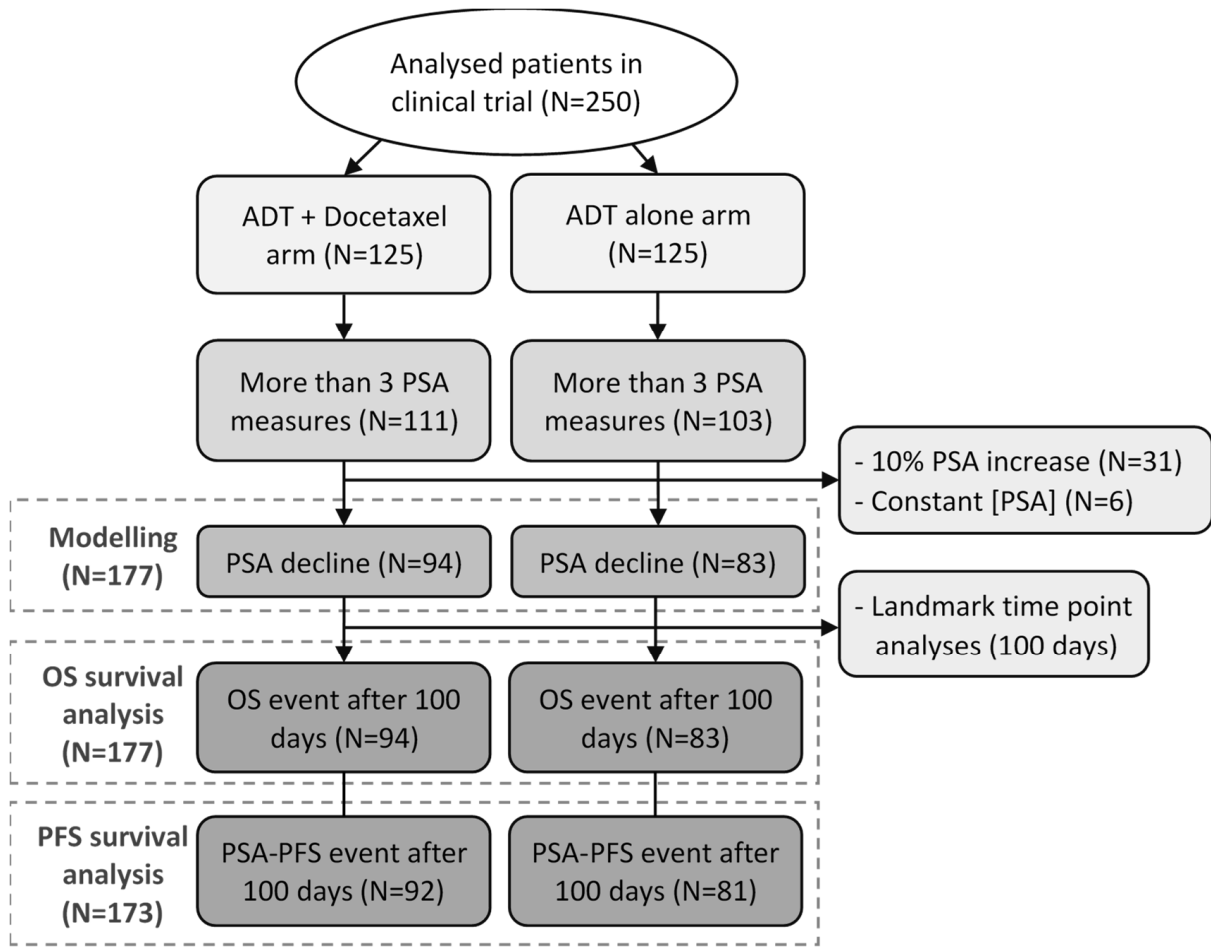 Analysed patients in
clinical trial (N=250)
ADT + Docetaxel
arm (N=125)
ADT alone arm
(N=125)
More than 3 PSA
measures (N=111)
More than 3 PSA
measures (N=103)
- 10% PSA increase (N=31)
- Constant [PSA] (N=6)
Modelling
(N=177)
PSA decline (N=94)
PSA decline (N=83)
- Landmark time point
analyses (100 days)
OS survival
analysis
(N=177)
OS event after 100
days (N=94)
OS event after 100
days (N=83)
PFS survival
analysis
(N=173)
PSA-PFS event after
100 days (N=92)
PSA-PFS event after
100 days (N=81)